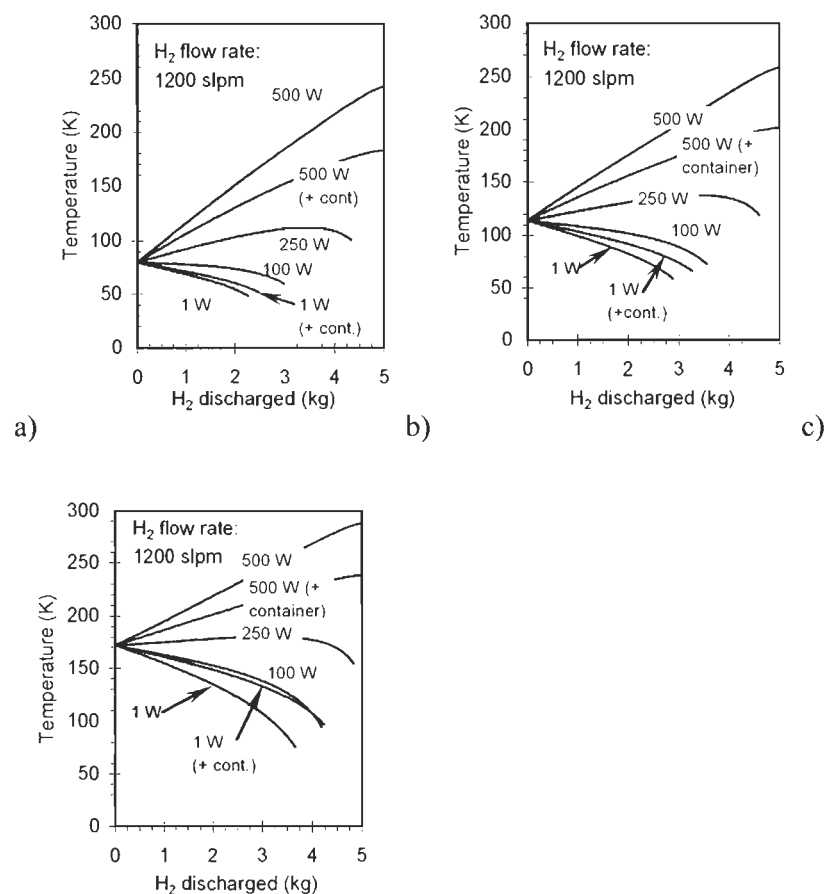 300
250
200
150
100
50
0
Temperature (K)
H2 flow rate:
1200 slpm
500 W
500 W
(+ cont)
250 W
100 W
1 W
1 W
(+ cont.)
0 1 2 3 4 5
H2 discharged (kg)
a)
300
250
200
150
100
50
0
Temperature (K)
H2 flow rate:
1200 slpm
500 W
500 W (+
container)
250 W
100 W
1 W
1 W
(+cont.)
0 1 2 3 4 5
H2 discharged (kg)
b)
c)
300
250
200
150
100
50
0
Temperature (K)
H2 flow rate:
1200 slpm
500 W
500 W (+
container)
250 W
100 W
1 W
1 W
(+ cont.)
0 1 2 3 4 5
H2 discharged (kg)